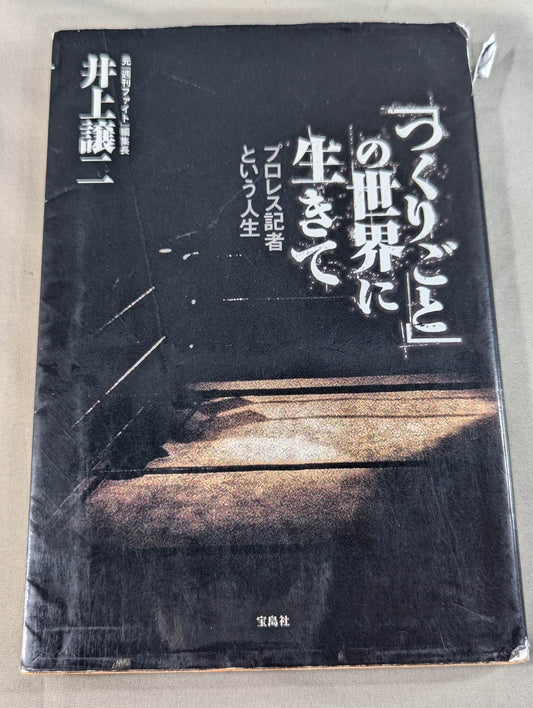 「つくりごと」
の世界に
生きて
プロレス記者
という人生
元『週刊ファイト』編集長
井上譲二
宝島社